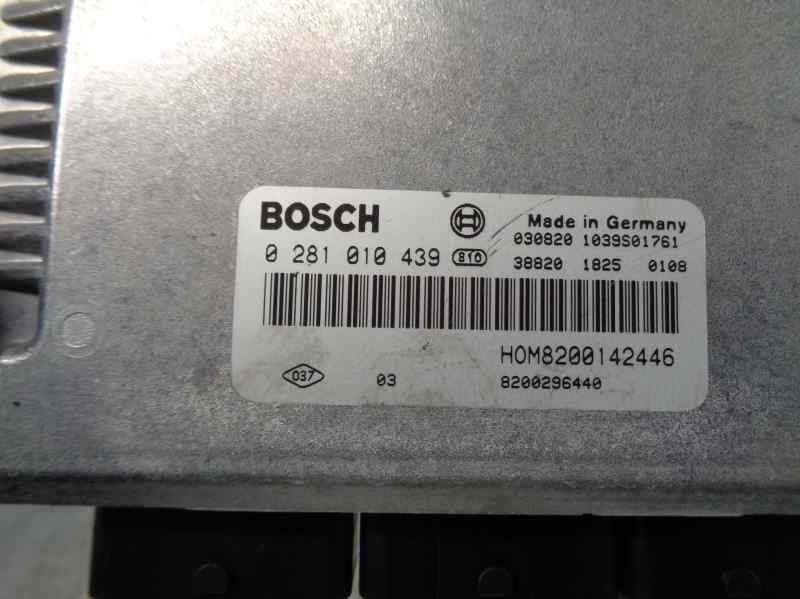 BOSCH
Made in Germany
030820 1039S01761
0 281 010 439 810
38820 1825 0108
HOM8200142446
037 03 8200296440